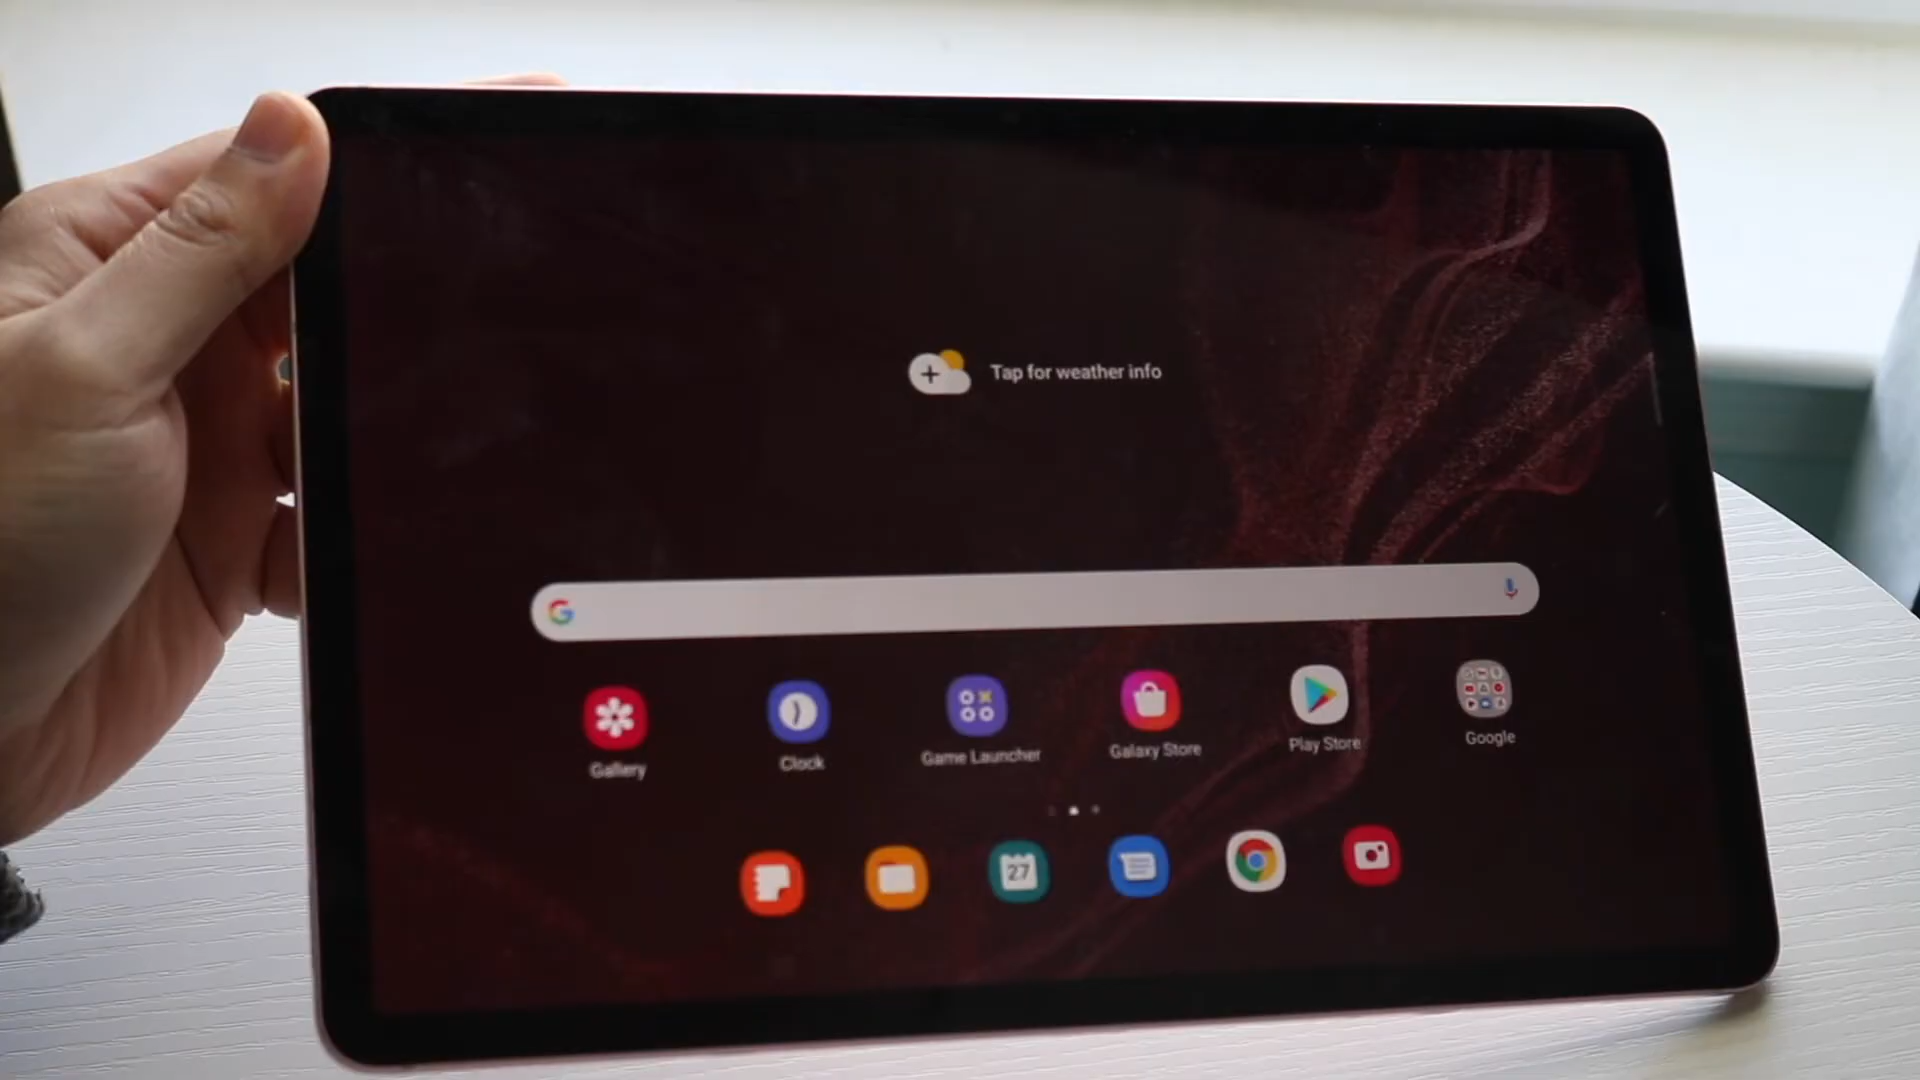 Tap for weather info
G
Gallery
Clock
Game Launcher
Galaxy Store
Play Store
Google
27